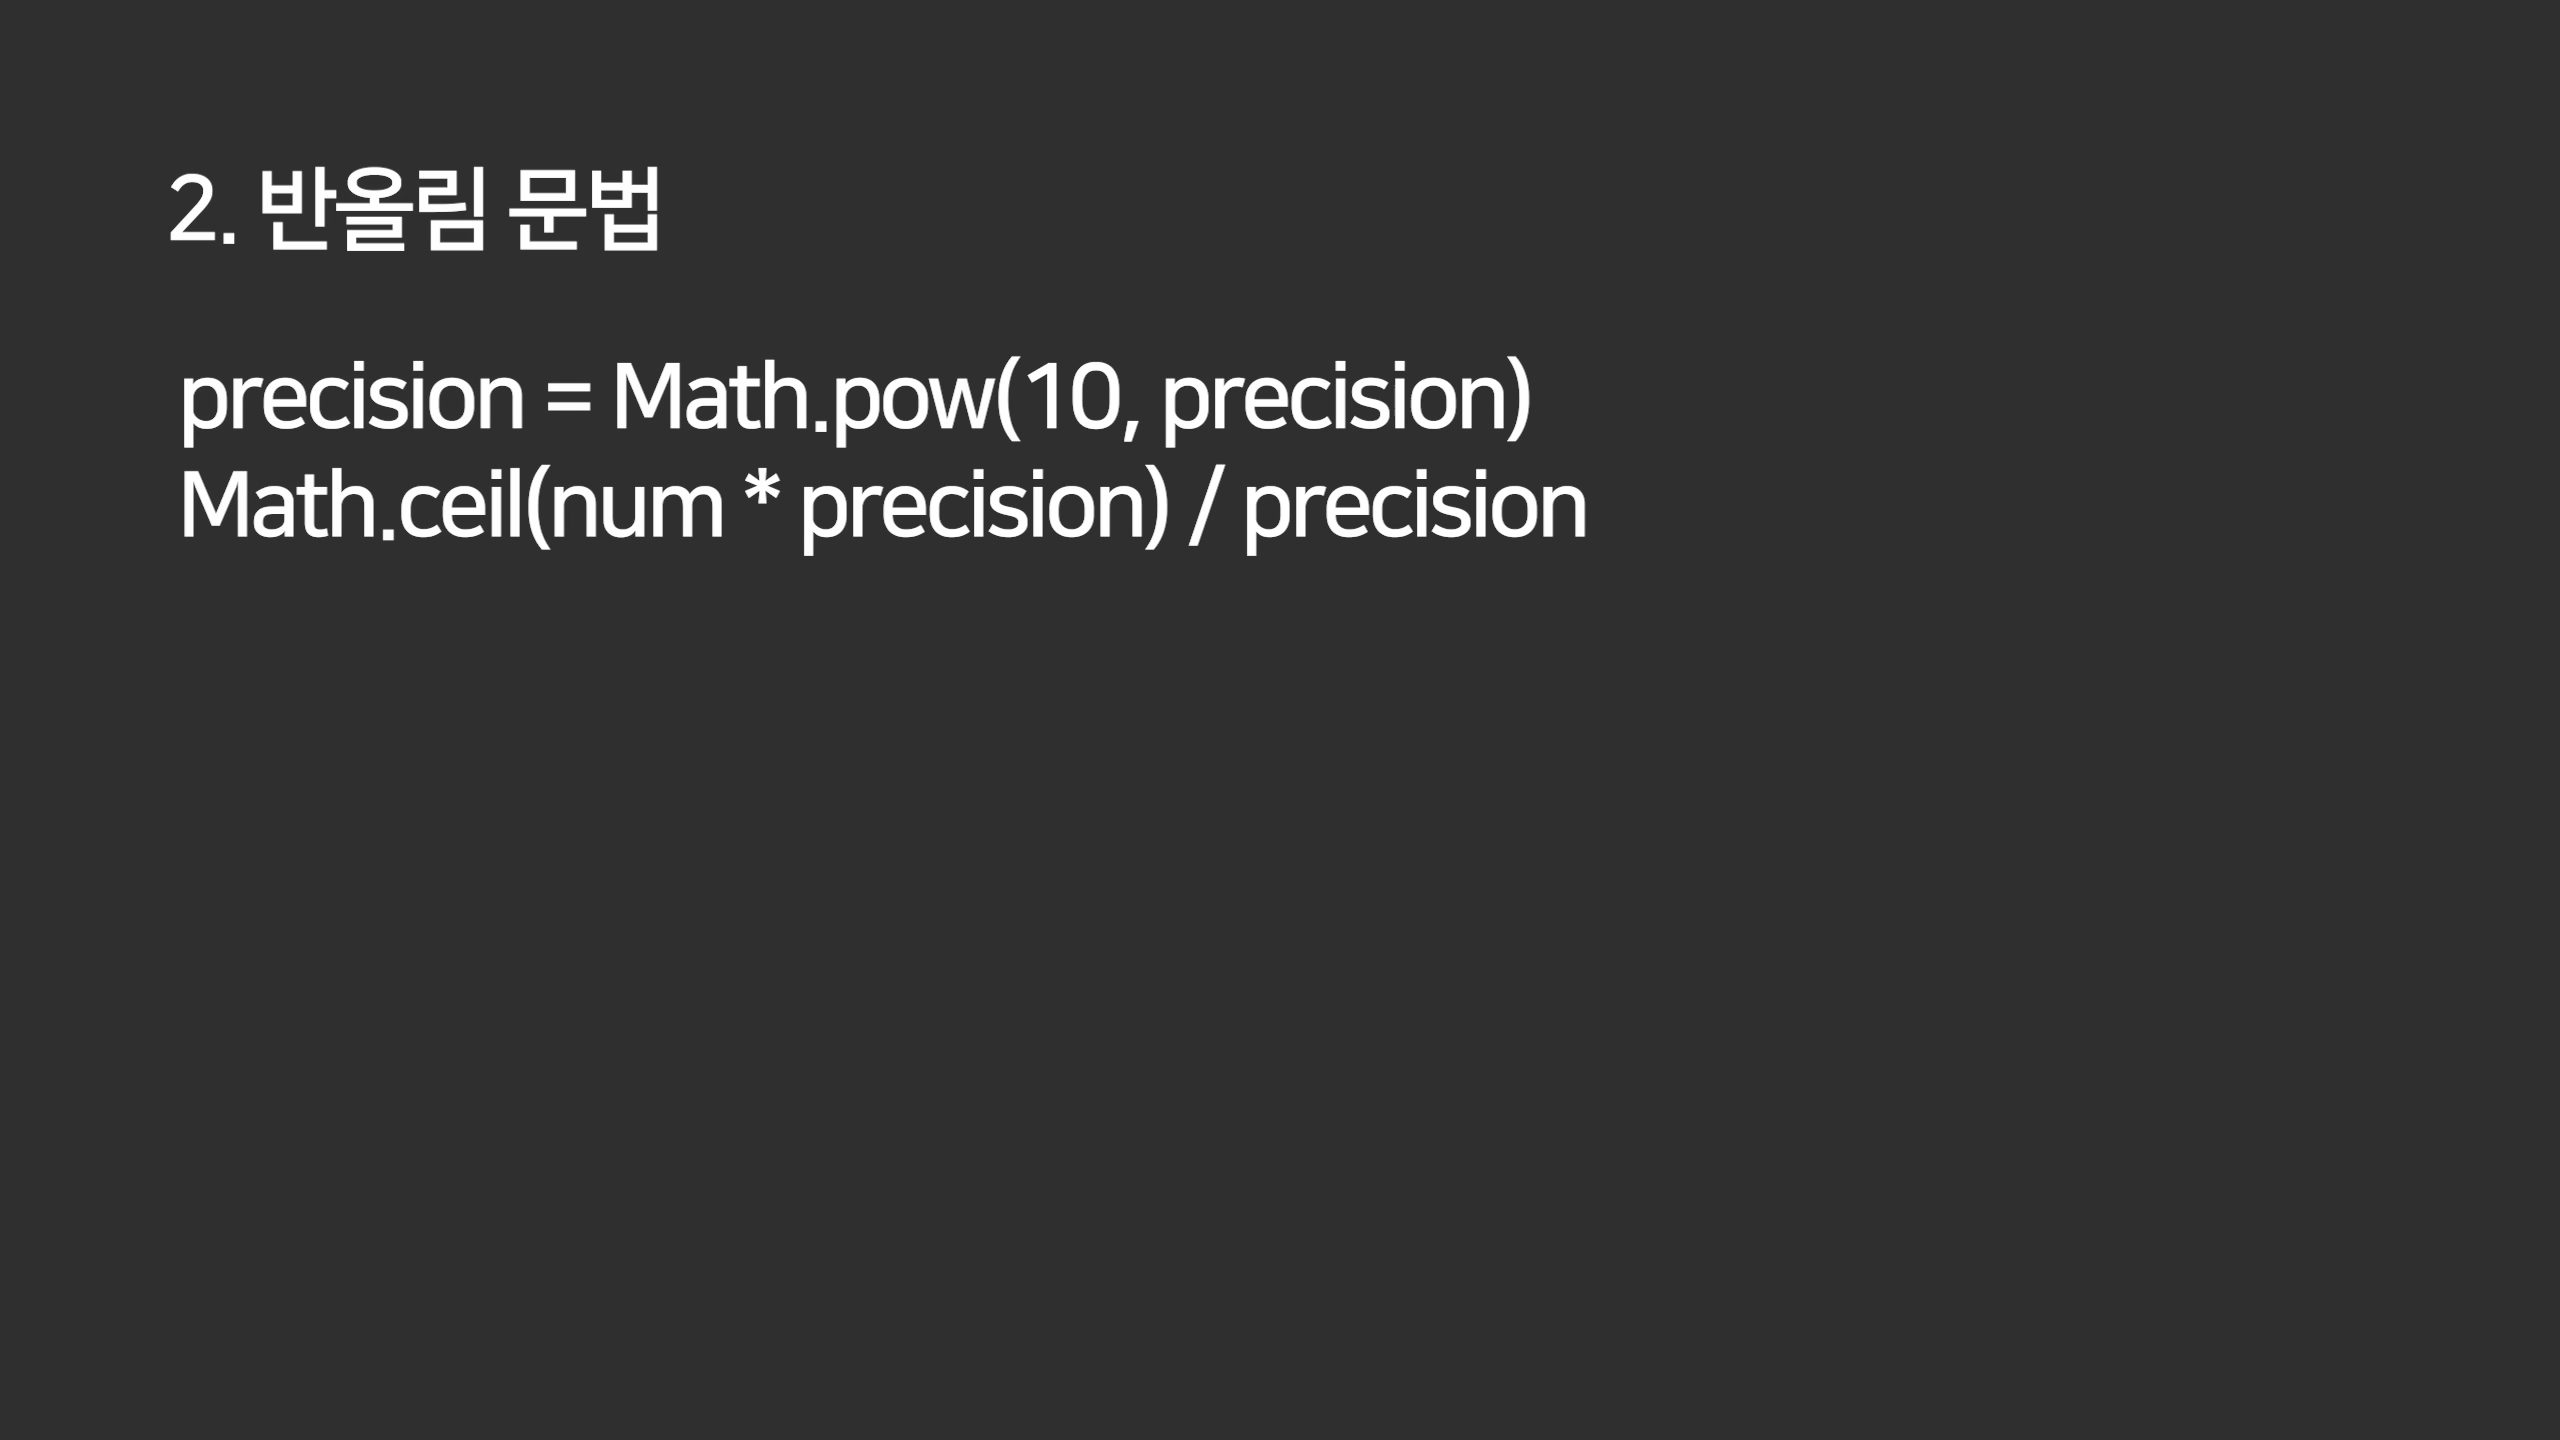 2. 반올림 문법
precision = Math.pow(10, precision)
Math.ceil(num * precision) / precision